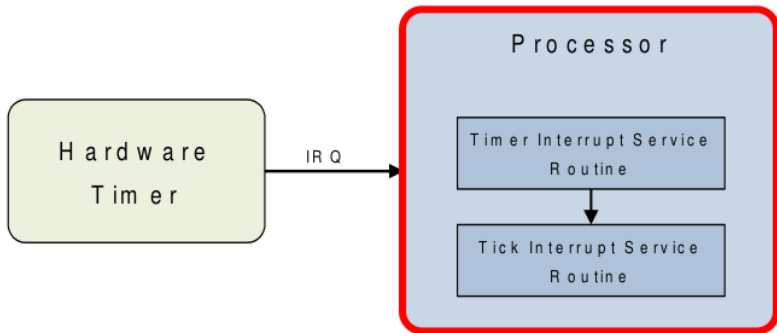 Processor
Hardware
Timer
IRQ
Timer Interrupt Service
Routine
Tick Interrupt Service
Routine